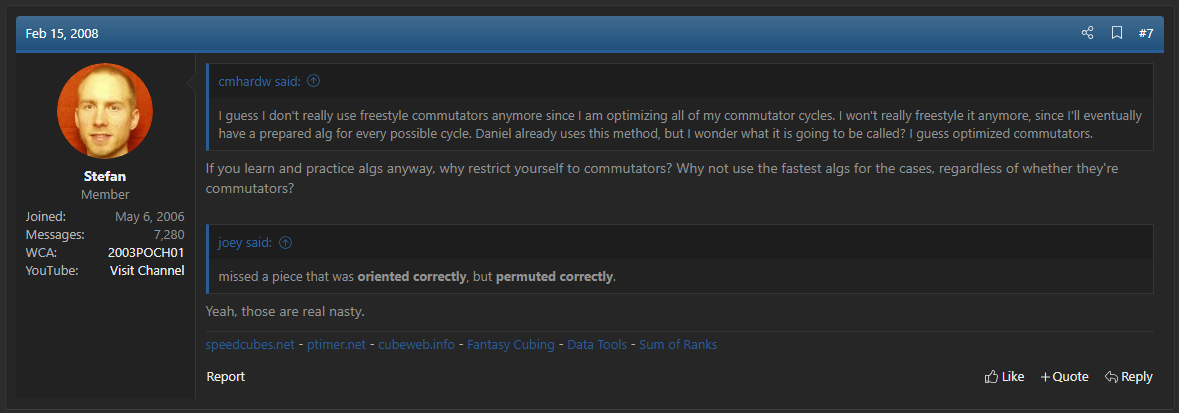 Feb 15, 2008
#7
Stefan
Member
Joined: May 6, 2006
Messages: 7,280
WCA: 2003POCH01
YouTube: Visit Channel
cmhardw said:
I guess I don't really use freestyle commutators anymore since I am optimizing all of my commutator cycles. I won't really freestyle it anymore, since I'll eventually
have a prepared alg for every possible cycle. Daniel already uses this method, but I wonder what it is going to be called? I guess optimized commutators.
If you learn and practice algs anyway, why restrict yourself to commutators? Why not use the fastest algs for the cases, regardless of whether they're
commutators?
joey said:
missed a piece that was oriented correctly, but permuted correctly.
Yeah, those are real nasty.
speedcubes.net - ptimer.net - cubeweb.info - Fantasy Cubing - Data Tools - Sum of Ranks
Report
Like
+Quote
Reply